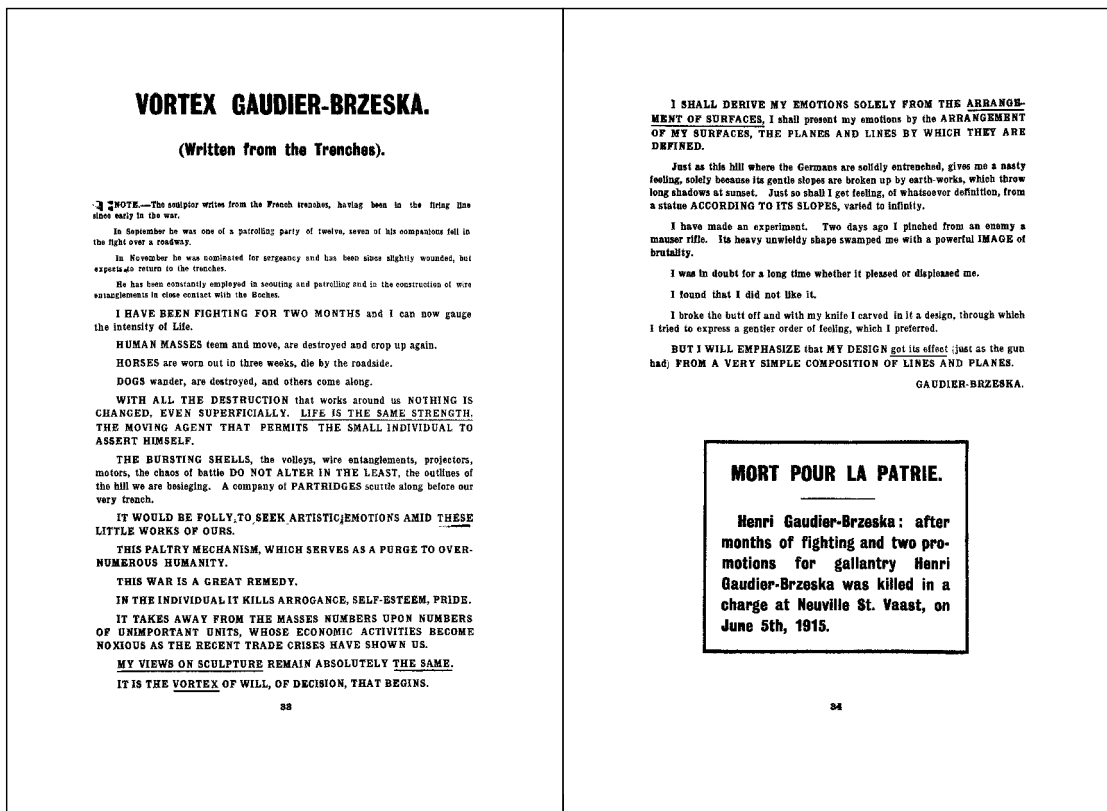 VORTEX GAUDIER-BRZESKA.
(Written from the Trenches).
NOTE.—The sculptor writes from the French trenches, having been in the firing line
since early in the war.
In September he was one of a patrolling party of twelve, seven of his companions fell in
the fight over a roadway.
In November he was nominated for sergeancy and has been since slightly wounded, but
expects to return to the trenches.
He has been constantly employed in scouting and patrolling and in the construction of wire
entanglements in close contact with the Boches.
I HAVE BEEN FIGHTING FOR TWO MONTHS and I can now gauge
the intensity of Life.
HUMAN MASSES teem and move, are destroyed and crop up again.
HORSES are worn out in three weeks, die by the roadside.
DOGS wander, are destroyed, and others come along.
WITH ALL THE DESTRUCTION that works around us NOTHING IS
CHANGED, EVEN SUPERFICIALLY. LIFE IS THE SAME STRENGTH,
THE MOVING AGENT THAT PERMITS THE SMALL INDIVIDUAL TO
ASSERT HIMSELF.
THE BURSTING SHELLS, the volleys, wire entanglements, projectors,
motors, the chaos of battle DO NOT ALTER IN THE LEAST, the outlines of
the hill we are besieging. A company of PARTRIDGES scuttle along before our
very trench.
IT WOULD BE FOLLY TO SEEK ARTISTIC EMOTIONS AMID THESE
LITTLE WORKS OF OURS.
THIS PALTRY MECHANISM, WHICH SERVES AS A PURGE TO OVER-
NUMEROUS HUMANITY.
THIS WAR IS A GREAT REMEDY.
IN THE INDIVIDUAL IT KILLS ARROGANCE, SELF-ESTEEM, PRIDE.
IT TAKES AWAY FROM THE MASSES NUMBERS UPON NUMBERS
OF UNIMPORTANT UNITS, WHOSE ECONOMIC ACTIVITIES BECOME
NOXIOUS AS THE RECENT TRADE CRISES HAVE SHOWN US.
MY VIEWS ON SCULPTURE REMAIN ABSOLUTELY THE SAME.
IT IS THE VORTEX OF WILL, OF DECISION, THAT BEGINS.
33
I SHALL DERIVE MY EMOTIONS SOLELY FROM THE ARRANGE-
MENT OF SURFACES, I shall present my emotions by the ARRANGEMENT
OF MY SURFACES, THE PLANES AND LINES BY WHICH THEY ARE
DEFINED.
Just as this hill where the Germans are solidly entrenched, gives me a nasty
feeling, solely because its gentle slopes are broken up by earth-works, which throw
long shadows at sunset. Just so shall I get feeling, of whatsoever definition, from
a statue ACCORDING TO ITS SLOPES, varied to infinity.
I have made an experiment. Two days ago I pinched from an enemy a
mauser rifle. Its heavy unwieldy shape swamped me with a powerful IMAGE of
brutality.
I was in doubt for a long time whether it pleased or displeased me.
I found that I did not like it.
I broke the butt off and with my knife I carved in it a design, through which
I tried to express a gentler order of feeling, which I preferred.
BUT I WILL EMPHASIZE that MY DESIGN got its effect (just as the gun
had) FROM A VERY SIMPLE COMPOSITION OF LINES AND PLANES.
GAUDIER-BRZESKA.
MORT POUR LA PATRIE.
Henri Gaudier-Brzeska: after
months of fighting and two pro-
motions for gallantry Henri
Gaudier-Brzeska was killed in a
charge at Neuville St. Vaast, on
June 5th, 1915.
34